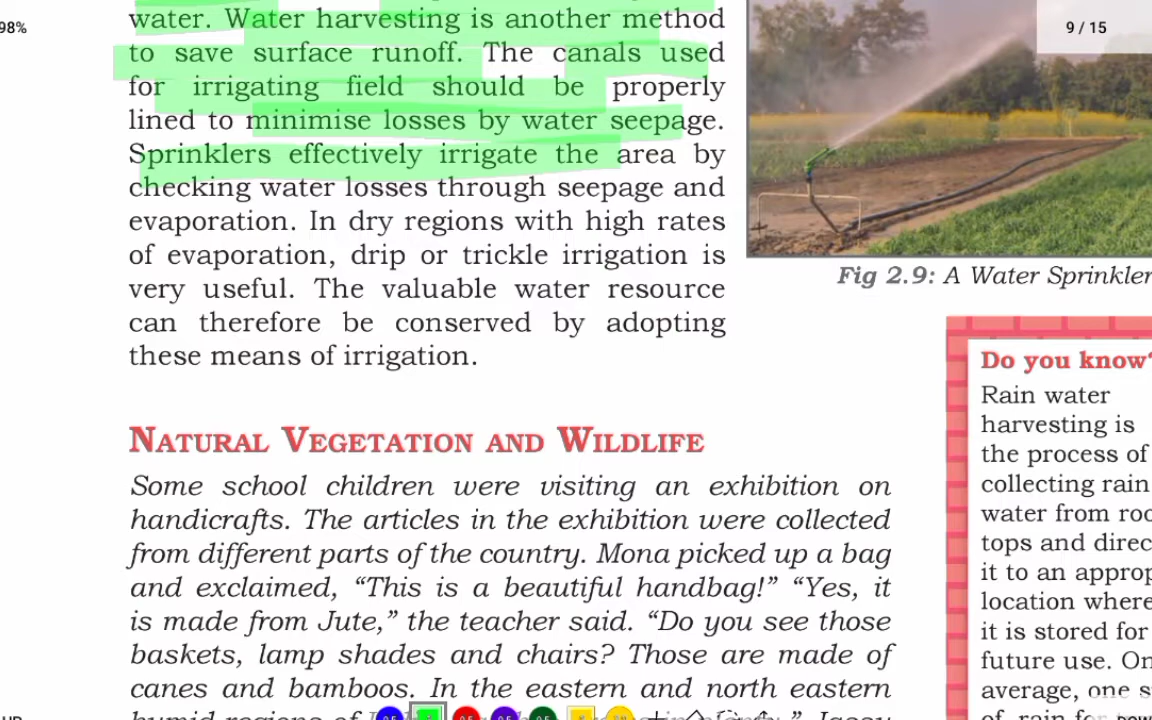 98%
water. Water harvesting is another method
to save surface runoff. The canals used
for irrigating field should be properly
lined to minimise losses by water seepage.
Sprinklers effectively irrigate the area by
checking water losses through seepage and
evaporation. In dry regions with high rates
of evaporation, drip or trickle irrigation is
very useful. The valuable water resource
can therefore be conserved by adopting
these means of irrigation.
9 / 15
Fig 2.9: A Water Sprinkler
NATURAL VEGETATION AND WILDLIFE
Some school children were visiting an exhibition on
handicrafts. The articles in the exhibition were collected
from different parts of the country. Mona picked up a bag
and exclaimed, “This is a beautiful handbag!” “Yes, it
is made from Jute,” the teacher said. “Do you see those
baskets, lamp shades and chairs? Those are made of
canes and bamboos. In the eastern and north eastern
humid regions of
Do you know?
Rain water
harvesting is
the process of
collecting rain
water from roo
tops and direc
it to an approp
location where
it is stored for
future use. On
average, one s
of rain for